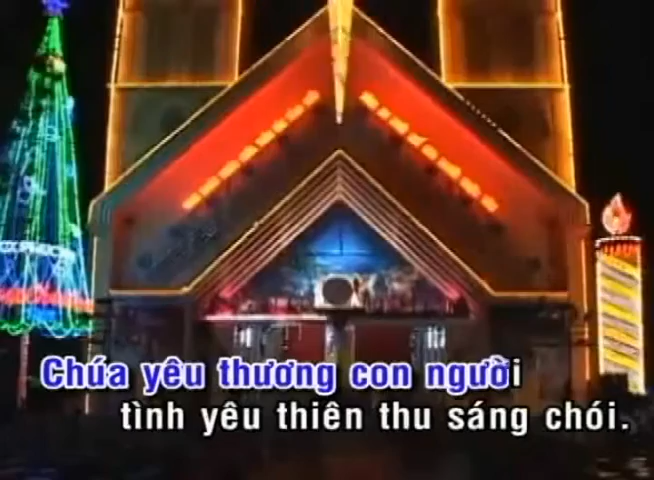 Chúa yêu thương con người
tình yêu thiên thu sáng chói.